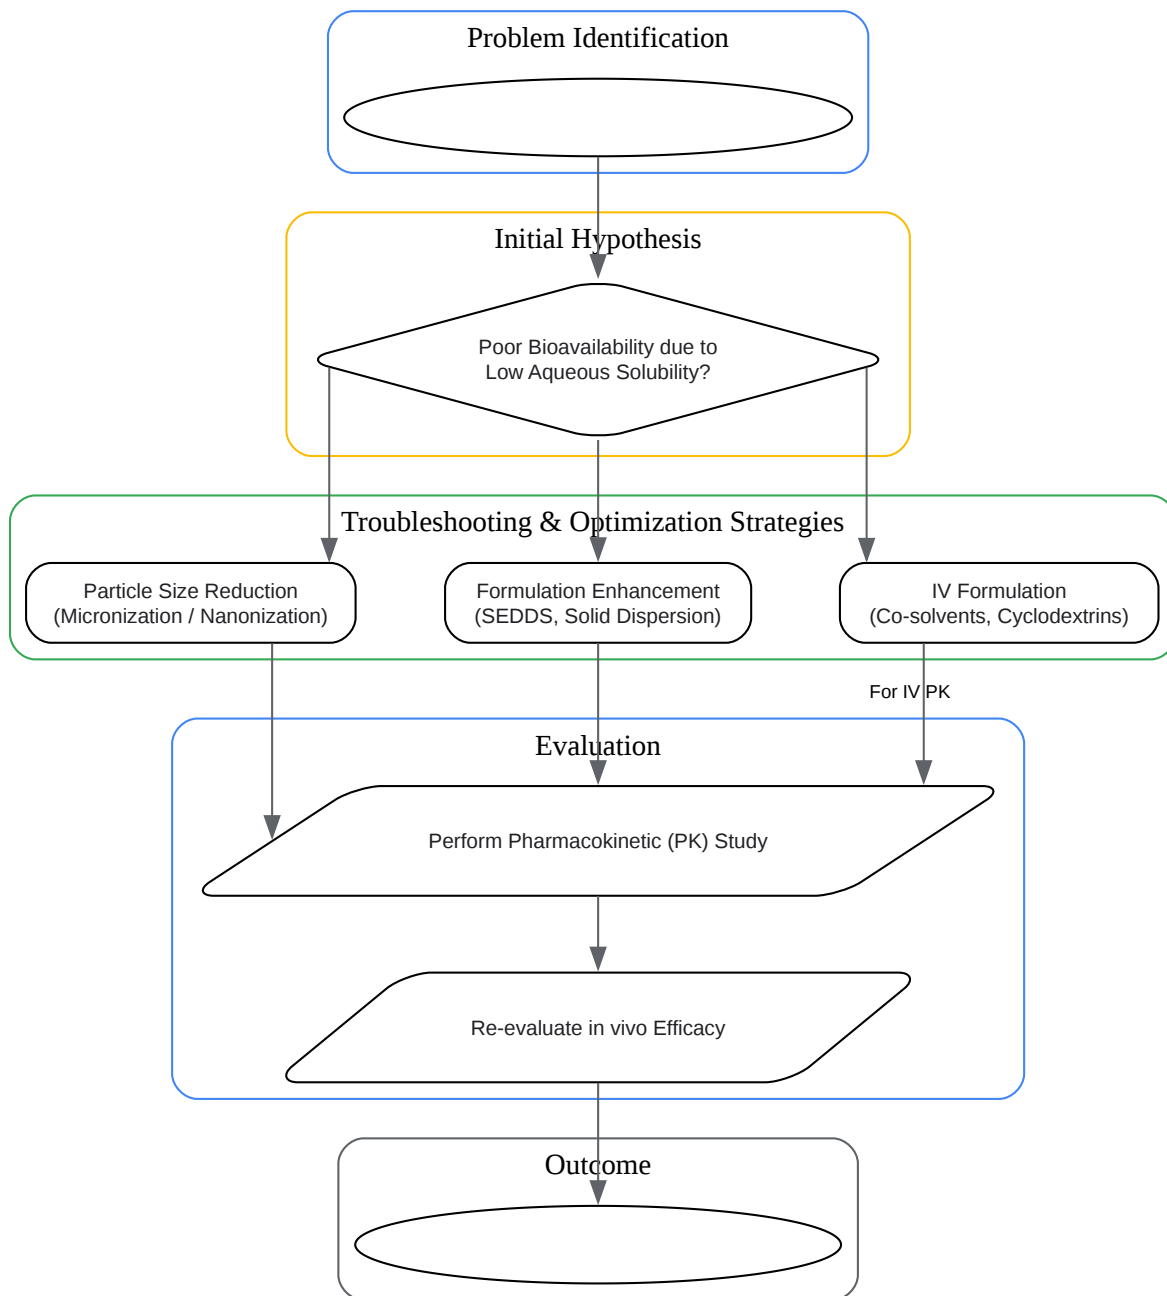 Problem Identification
Initial Hypothesis
Poor Bioavailability due to
Low Aqueous Solubility?
Troubleshooting & Optimization Strategies
Particle Size Reduction
(Micronization / Nanonization)
Formulation Enhancement
(SEDDS, Solid Dispersion)
IV Formulation
(Co-solvents, Cyclodextrins)
For IV PK
Evaluation
Perform Pharmacokinetic (PK) Study
Re-evaluate in vivo Efficacy
Outcome